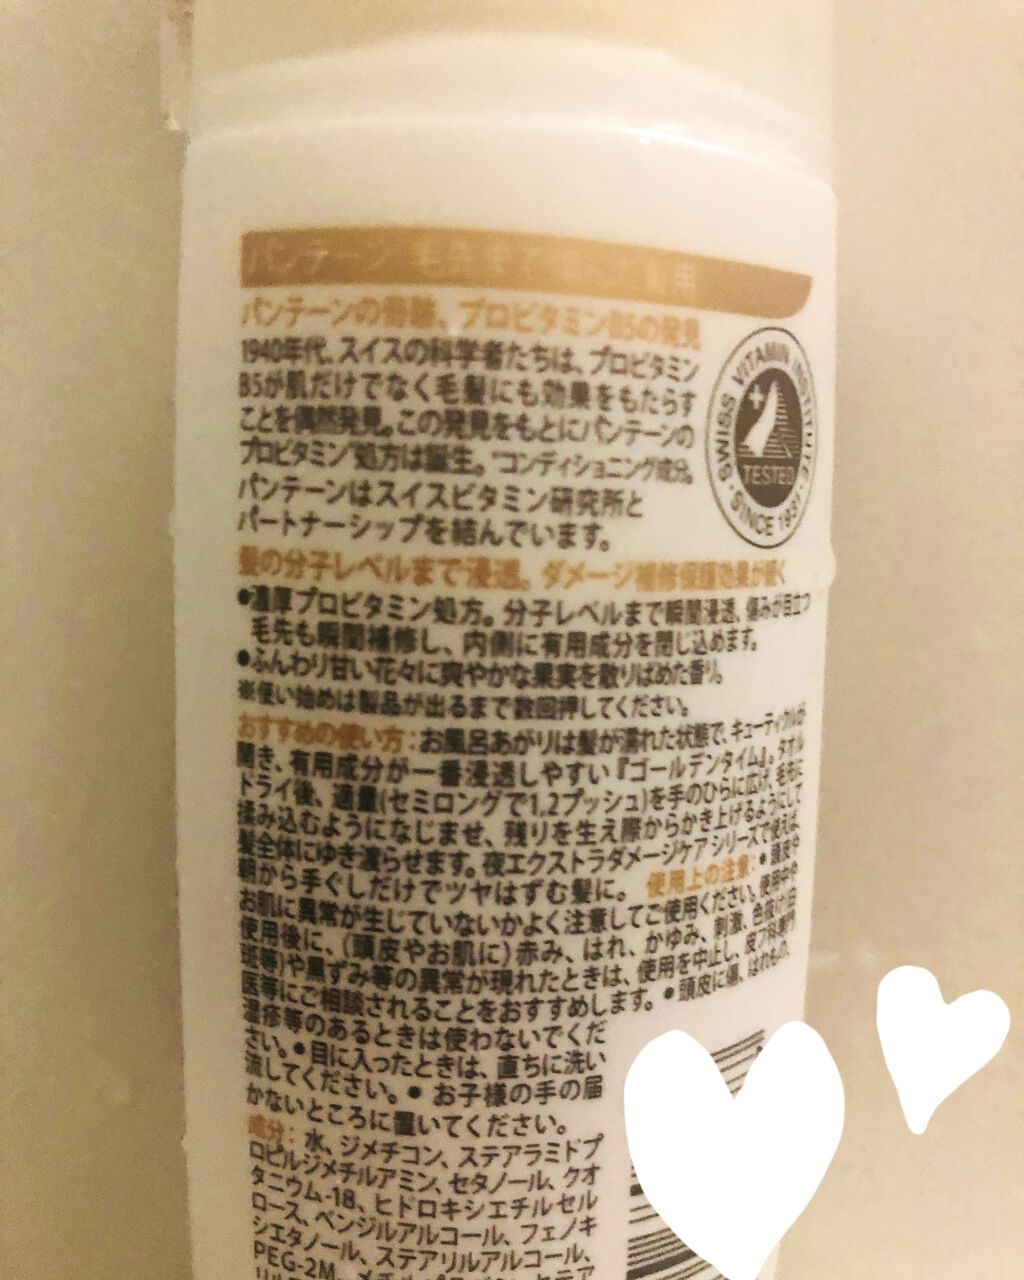 パンテーン 毛先まで傷んだ髪用
パンテーンの奇跡、プロビタミンB5の発見
1940年代、スイスの科学者たちは、プロビタミン
B5が肌だけでなく毛髪にも効果をもたらす
ことを偶然発見。この発見をもとにパンテーンの
プロビタミン*処方は誕生。*コンディショニング成分。
パンテーンはスイスビタミン研究所と
パートナーシップを結んでいます。
SWISS VITAMIN INSTITUTE
TESTED
SINCE 1931
髪の分子レベルまで浸透。ダメージ補修保護効果が続く
●濃厚プロビタミン処方。分子レベルまで瞬間浸透、傷みが目立つ
毛先も瞬間補修し、内側に有用成分を閉じ込めます。
●ふんわり甘い花々に爽やかな果実を散りばめた香り。
※使い始めは製品が出るまで数回押してください。
おすすめの使い方:お風呂あがりは髪が濡れた状態で、キューティクルが
開き、有用成分が一番浸透しやすい『ゴールデンタイム』。タオル
ドライ後、適量(セミロングで1,2プッシュ)を手のひらに広げ、毛先に
揉み込むようになじませ、残りを生え際からかき上げるようにして
髪全体にゆき渡らせます。夜エクストラダメージケアシリーズで使えば、
朝から手ぐしだけでツヤはずむ髪に。 使用上の注意:●頭皮や
お肌に異常が生じていないかよく注意してご使用ください。使用中や
使用後に、(頭皮やお肌に)赤み、はれ、かゆみ、刺激、色抜け(白
斑等)や黒ずみ等の異常が現れたときは、使用を中止し、皮フ科専門
医等にご相談されることをおすすめします。●頭皮に傷、はれもの、
湿疹等のあるときは使わないでくだ
さい。●目に入ったときは、直ちに洗い
流してください。● お子様の手の届
かないところに置いてください。
成分:水、ジメチコン、ステアラミドプ
ロピルジメチルアミン、セタノール、クオ
タニウム-18、ヒドロキシエチルセル
ロース、ベンジルアルコール、フェノキ
シエタノール、ステアリルアルコール、
PEG-2M、メチルパラベン、